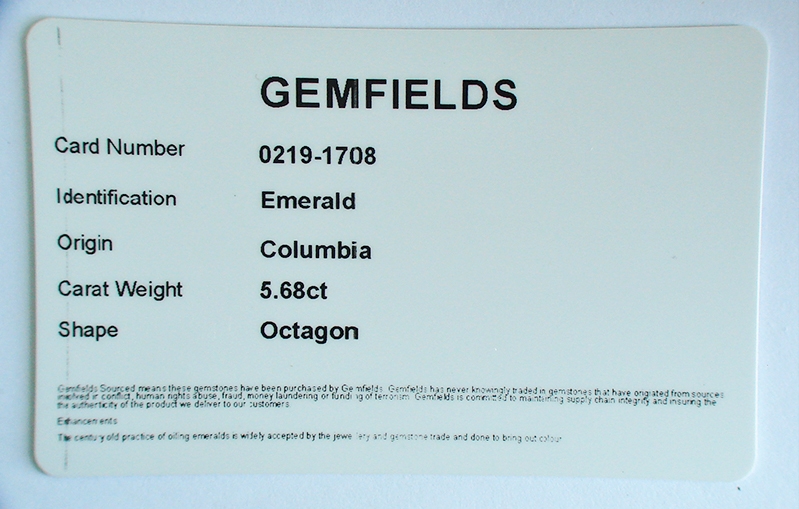 GEMFIELDS
Card Number 0219-1708
Identification Emerald
Origin Columbia
Carat Weight 5.68ct
Shape Octagon
Gemfields Sourced means these gemstones have been purchased by Gemfields. Gemfields has never knowingly traded in gemstones that have origiated from sources
involved in conflict, human rights abuse, fraud, money laundering or funding of terrorism. Gemfields is committed to maintaining supply chain integrity and insuring the
the authenticity of the product we deliver to our customers.
Enhancements
The century old practice of oiling emeralds is widely accepted by the jewellery and gemstone trade and done to bring out colour